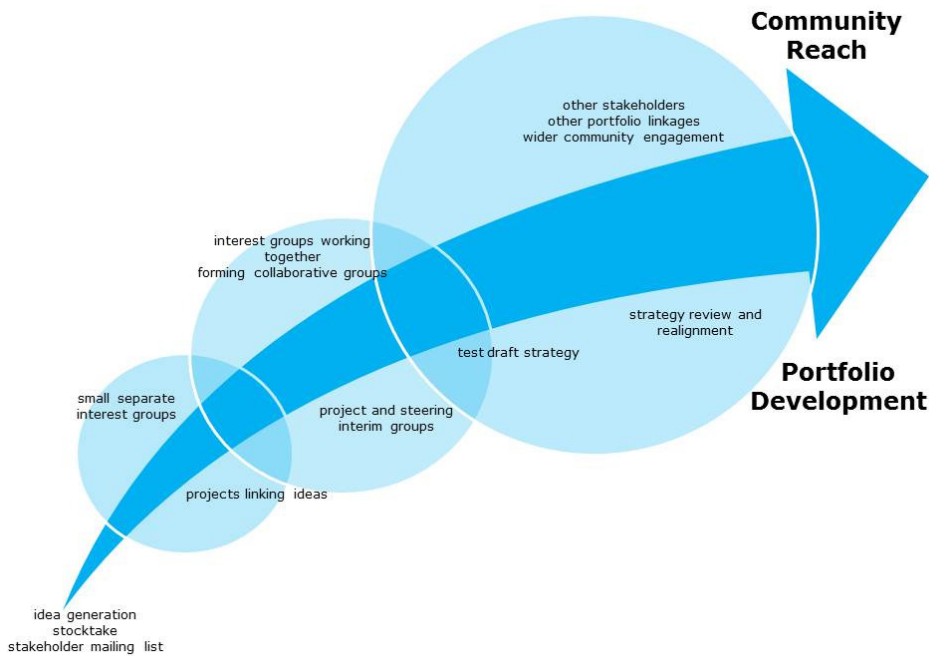 Community
Reach
other stakeholders
other portfolio linkages
wider community engagement
interest groups working
together
forming collaborative groups
strategy review and
realignment
test draft strategy
Portfolio
Development
small separate
interest groups
project and steering
interim groups
projects linking ideas
idea generation
stocktake
stakeholder mailing list